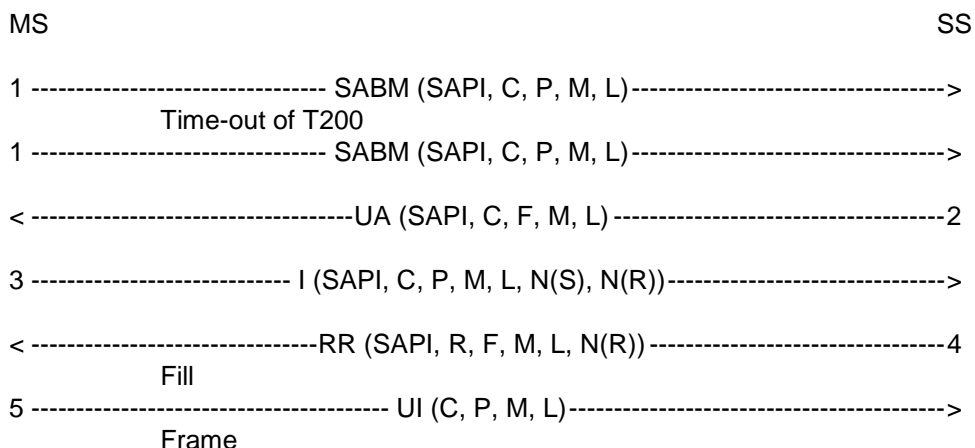 MS SS
1 --------------------------------- SABM (SAPI, C, P, M, L)----------------------------------->
Time-out of T200
1 --------------------------------- SABM (SAPI, C, P, M, L)----------------------------------->
< ------------------------------------UA (SAPI, C, F, M, L) -------------------------------------2
3 ----------------------------- I (SAPI, C, P, M, L, N(S), N(R))------------------------------->
< --------------------------------RR (SAPI, R, F, M, L, N(R)) ---------------------------------4
Fill
5 ---------------------------------------- UI (C, P, M, L)------------------------------------------>
Frame